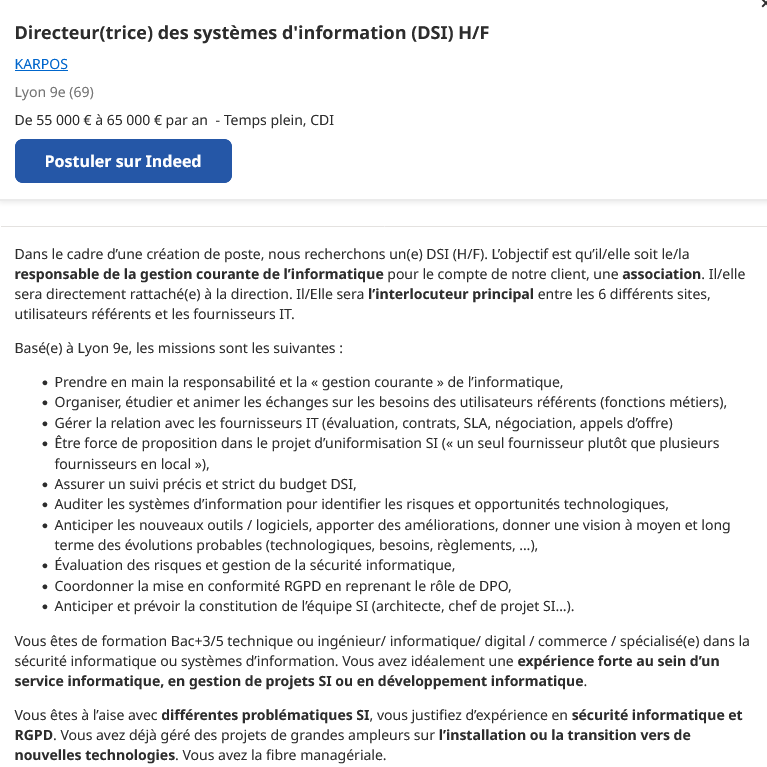 Directeur(trice) des systèmes d'information (DSI) H/F
KARPOS
Lyon 9e (69)
De 55 000 € à 65 000 € par an - Temps plein, CDI
Postuler sur Indeed
Dans le cadre d’une création de poste, nous recherchons un(e) DSI (H/F). L’objectif est qu’il/elle soit le/la
responsable de la gestion courante de l’informatique pour le compte de notre client, une association. Il/elle
sera directement rattaché(e) à la direction. Il/Elle sera l’interlocuteur principal entre les 6 différents sites,
utilisateurs référents et les fournisseurs IT.
Basé(e) à Lyon 9e, les missions sont les suivantes :
• Prendre en main la responsabilité et la « gestion courante » de l’informatique,
• Organiser, étudier et animer les échanges sur les besoins des utilisateurs référents (fonctions métiers),
• Gérer la relation avec les fournisseurs IT (évaluation, contrats, SLA, négociation, appels d’offre)
• Être force de proposition dans le projet d’uniformisation SI (« un seul fournisseur plutôt que plusieurs
fournisseurs en local »),
• Assurer un suivi précis et strict du budget DSI,
• Auditer les systèmes d’information pour identifier les risques et opportunités technologiques,
• Anticiper les nouveaux outils / logiciels, apporter des améliorations, donner une vision à moyen et long
terme des évolutions probables (technologiques, besoins, règlements, …),
• Évaluation des risques et gestion de la sécurité informatique,
• Coordonner la mise en conformité RGPD en reprenant le rôle de DPO,
• Anticiper et prévoir la constitution de l’équipe SI (architecte, chef de projet SI…).
Vous êtes de formation Bac+3/5 technique ou ingénieur/ informatique/ digital / commerce / spécialisé(e) dans la
sécurité informatique ou systèmes d’information. Vous avez idéalement une expérience forte au sein d’un
service informatique, en gestion de projets SI ou en développement informatique.
Vous êtes à l’aise avec différentes problématiques SI, vous justifiez d’expérience en sécurité informatique et
RGPD. Vous avez déjà géré des projets de grandes ampleurs sur l’installation ou la transition vers de
nouvelles technologies. Vous avez la fibre managériale.